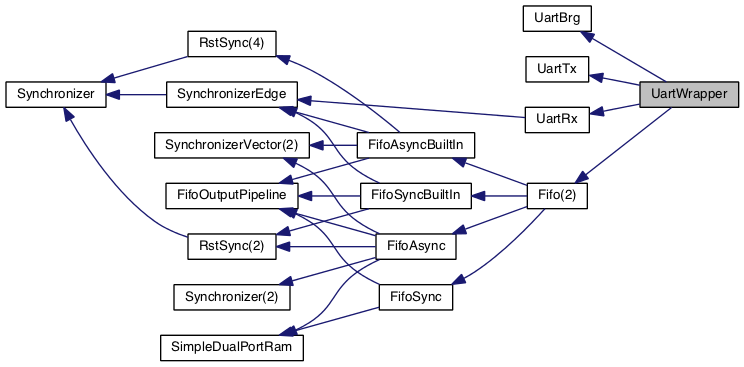 UartBrg
RstSync(4)
UartTx
Synchronizer
SynchronizerEdge
UartWrapper
UartRx
SynchronizerVector(2)
FifoAsyncBuiltIn
FifoOutputPipeline
FifoSyncBuiltIn
Fifo(2)
RstSync(2)
FifoAsync
Synchronizer(2)
FifoSync
SimpleDualPortRam